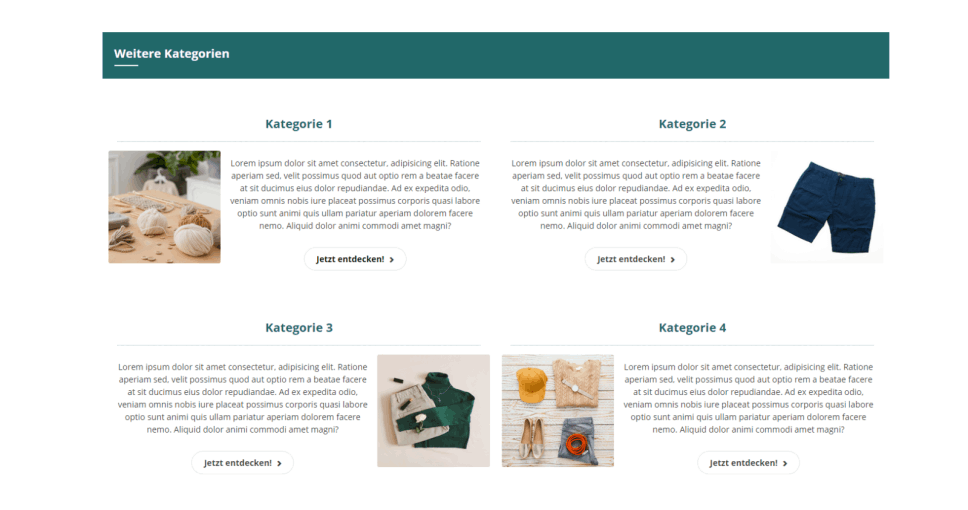 Weitere Kategorien
Kategorie 1
Lorem ipsum dolor sit amet consectetur, adipisicing elit. Ratione
aperiam sed, velit possimus quod aut optio rem a beatae facere
at sit ducimus eius dolor repudiandae. Ad ex expedita odio,
veniam omnis nobis iure placeat possimus corporis quasi labore
optio sunt animi quis ullam pariatur aperiam dolorem facere
nemo. Aliquid dolor animi commodi amet magni?
Jetzt entdecken!
Kategorie 2
Lorem ipsum dolor sit amet consectetur, adipisicing elit. Ratione
aperiam sed, velit possimus quod aut optio rem a beatae facere
at sit ducimus eius dolor repudiandae. Ad ex expedita odio,
veniam omnis nobis iure placeat possimus corporis quasi labore
optio sunt animi quis ullam pariatur aperiam dolorem facere
nemo. Aliquid dolor animi commodi amet magni?
Jetzt entdecken!
Kategorie 3
Lorem ipsum dolor sit amet consectetur, adipisicing elit. Ratione
aperiam sed, velit possimus quod aut optio rem a beatae facere
at sit ducimus eius dolor repudiandae. Ad ex expedita odio,
veniam omnis nobis iure placeat possimus corporis quasi labore
optio sunt animi quis ullam pariatur aperiam dolorem facere
nemo. Aliquid dolor animi commodi amet magni?
Jetzt entdecken!
Kategorie 4
Lorem ipsum dolor sit amet consectetur, adipisicing elit. Ratione
aperiam sed, velit possimus quod aut optio rem a beatae facere
at sit ducimus eius dolor repudiandae. Ad ex expedita odio,
veniam omnis nobis iure placeat possimus corporis quasi labore
optio sunt animi quis ullam pariatur aperiam dolorem facere
nemo. Aliquid dolor animi commodi amet magni?
Jetzt entdecken!